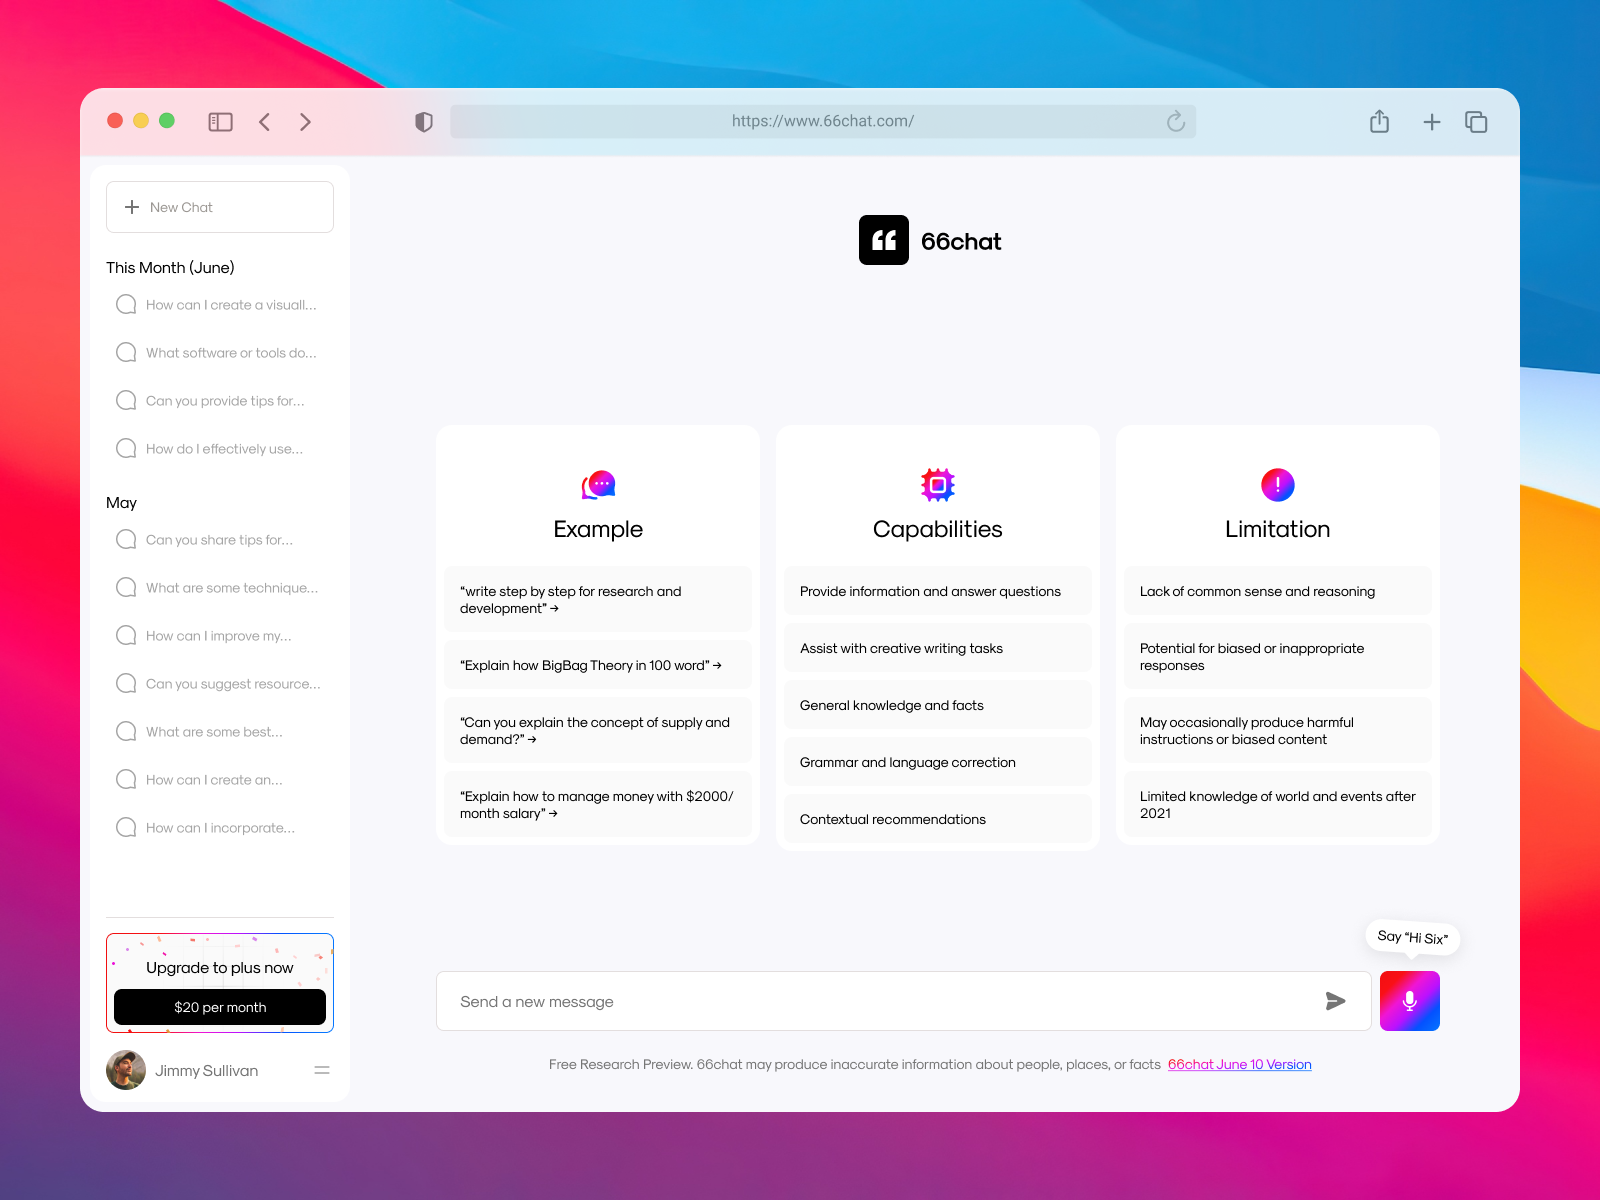 https://www.66chat.com/
New Chat
This Month (June)
How can I create a visuall...
What software or tools do...
Can you provide tips for...
How do I effectively use...
May
Can you share tips for...
What are some technique...
How can I improve my...
Can you suggest resource...
What are some best...
How can I create an...
How can I incorporate...
Upgrade to plus now
$20 per month
Jimmy Sullivan
66chat
Example
“write step by step for research and
development” →
“Explain how BigBag Theory in 100 word” →
“Can you explain the concept of supply and
demand?” →
“Explain how to manage money with $2000/
month salary” →
Capabilities
Provide information and answer questions
Assist with creative writing tasks
General knowledge and facts
Grammar and language correction
Contextual recommendations
Limitation
Lack of common sense and reasoning
Potential for biased or inappropriate
responses
May occasionally produce harmful
instructions or biased content
Limited knowledge of world and events after
2021
Say “Hi Six”
Send a new message
Free Research Preview. 66chat may produce inaccurate information about people, places, or facts 66chat June 10 Version